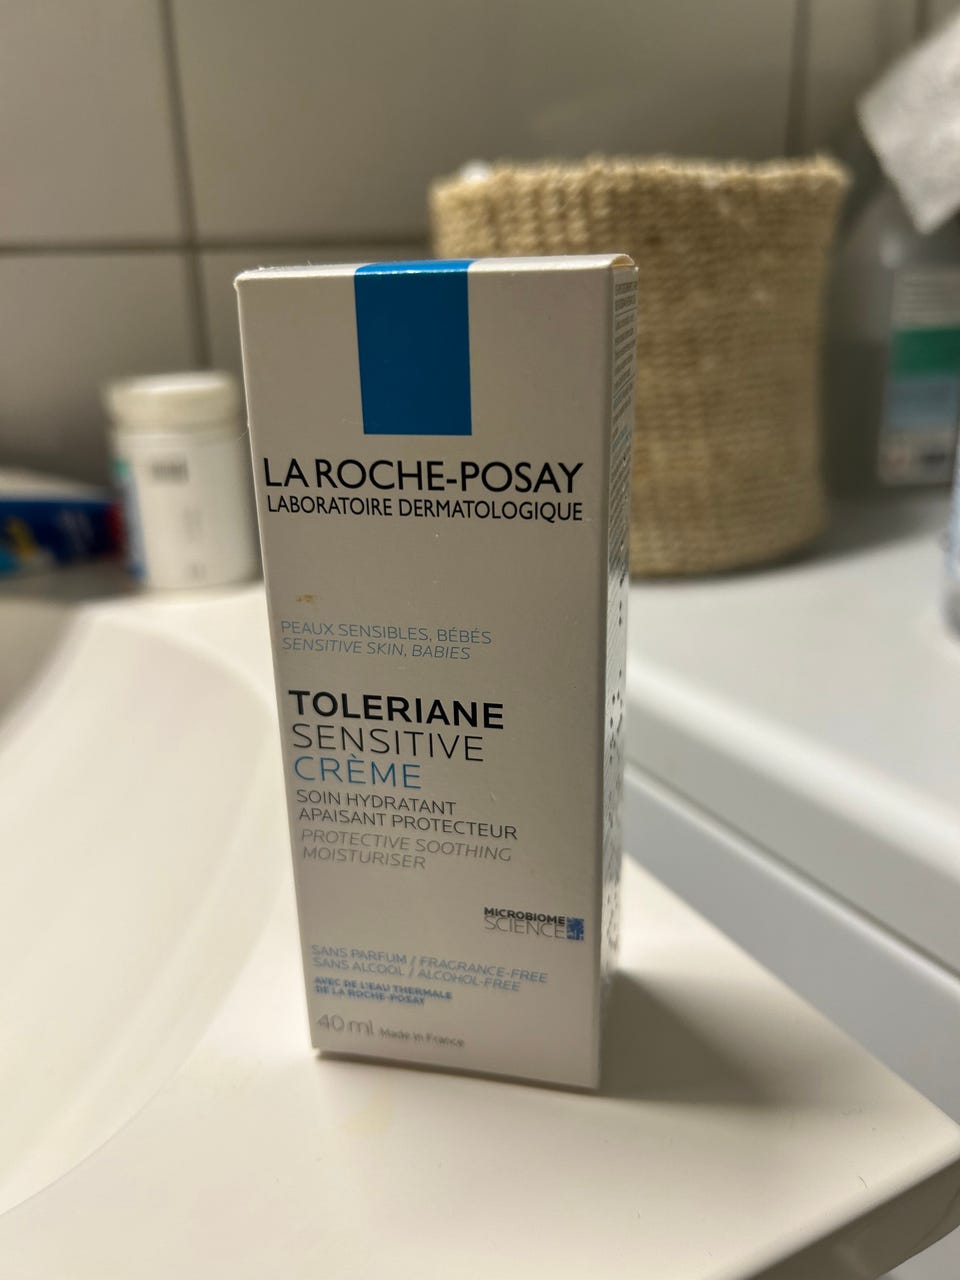 LA ROCHE-POSAY
LABORATOIRE DERMATOLOGIQUE
PEAUX SENSIBLES, BÉBÉS
SENSITIVE SKIN, BABIES
TOLERIANE
SENSITIVE
CRÈME
SOIN HYDRATANT
APAISANT PROTECTEUR
PROTECTIVE SOOTHING
MOISTURISER
MICROBIOME
SCIENCE
SANS PARFUM / FRAGRANCE-FREE
SANS ALCOOL / ALCOHOL-FREE
AVEC DE L'EAU THERMALE
DE LA ROCHE-POSAY
40 ml Made in France